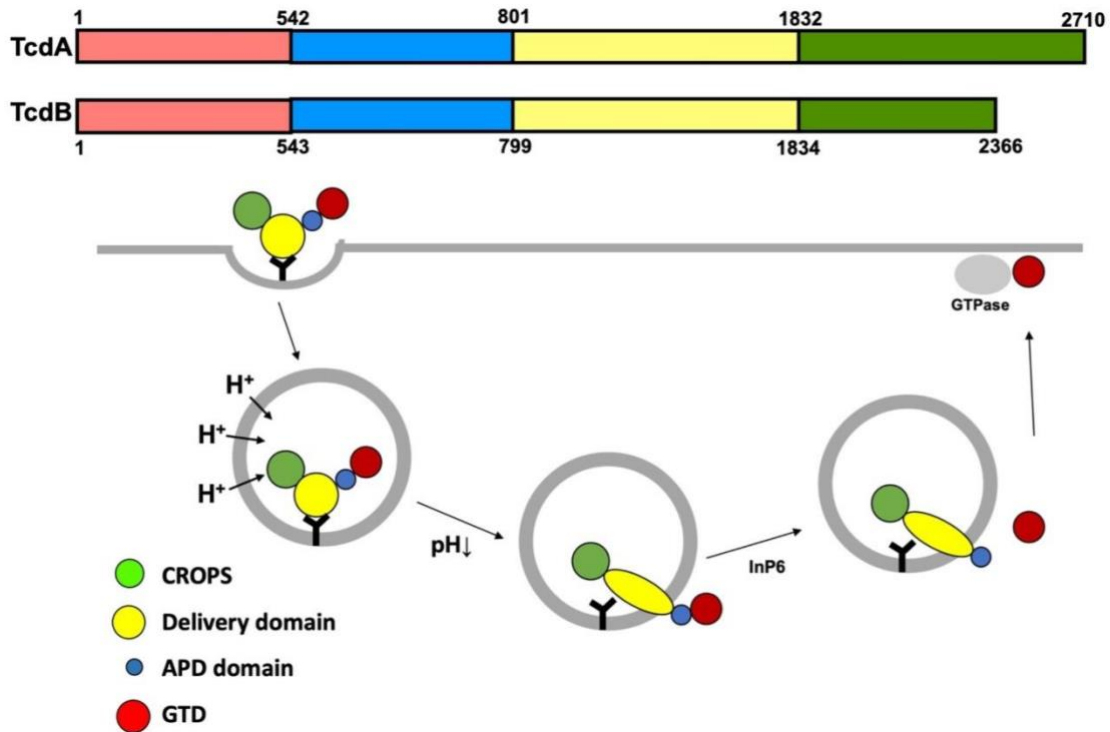 1 542 801 1832 2710
TcdA
TcdB
1 543 799 1834 2366
GTPase
H⁺
H⁺
H⁺
pH↓
InP6
CROPS
Delivery domain
APD domain
GTD